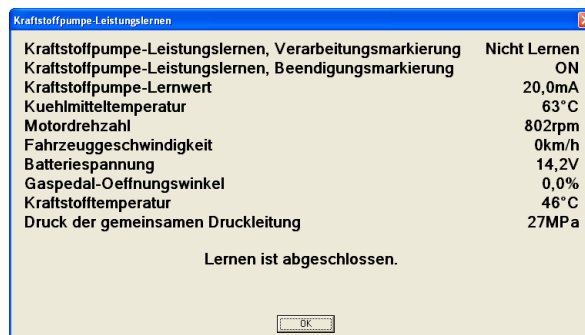 Kraftstoffpumpe-Leistungslernen
Kraftstoffpumpe-Leistungslernen, Verarbeitungsmarkierung Nicht Lernen
Kraftstoffpumpe-Leistungslernen, Beendigungsmarkierung ON
Kraftstoffpumpe-Lernwert 20,0mA
Kuehlmitteltemperatur 63°C
Motordrehzahl 802rpm
Fahrzeuggeschwindigkeit 0km/h
Batteriespannung 14,2V
Gaspedal-Oeffnungswinkel 0,0%
Kraftstofftemperatur 46°C
Druck der gemeinsamen Druckleitung 27MPa
Lernen ist abgeschlossen.
OK